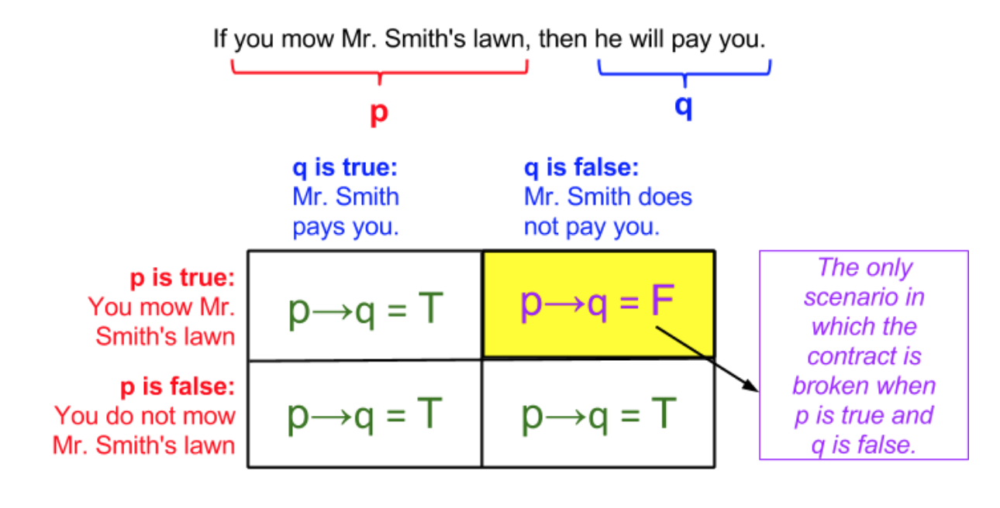 If you mow Mr. Smith's lawn, then he will pay you.
p
q
q is true:
Mr. Smith
pays you.
q is false:
Mr. Smith does
not pay you.
p is true:
You mow Mr.
Smith's lawn
p→q = T
p→q = F
The only
scenario in
which the
contract is
broken when
p is true and
q is false.
p is false:
You do not mow
Mr. Smith's lawn
p→q = T
p→q = T